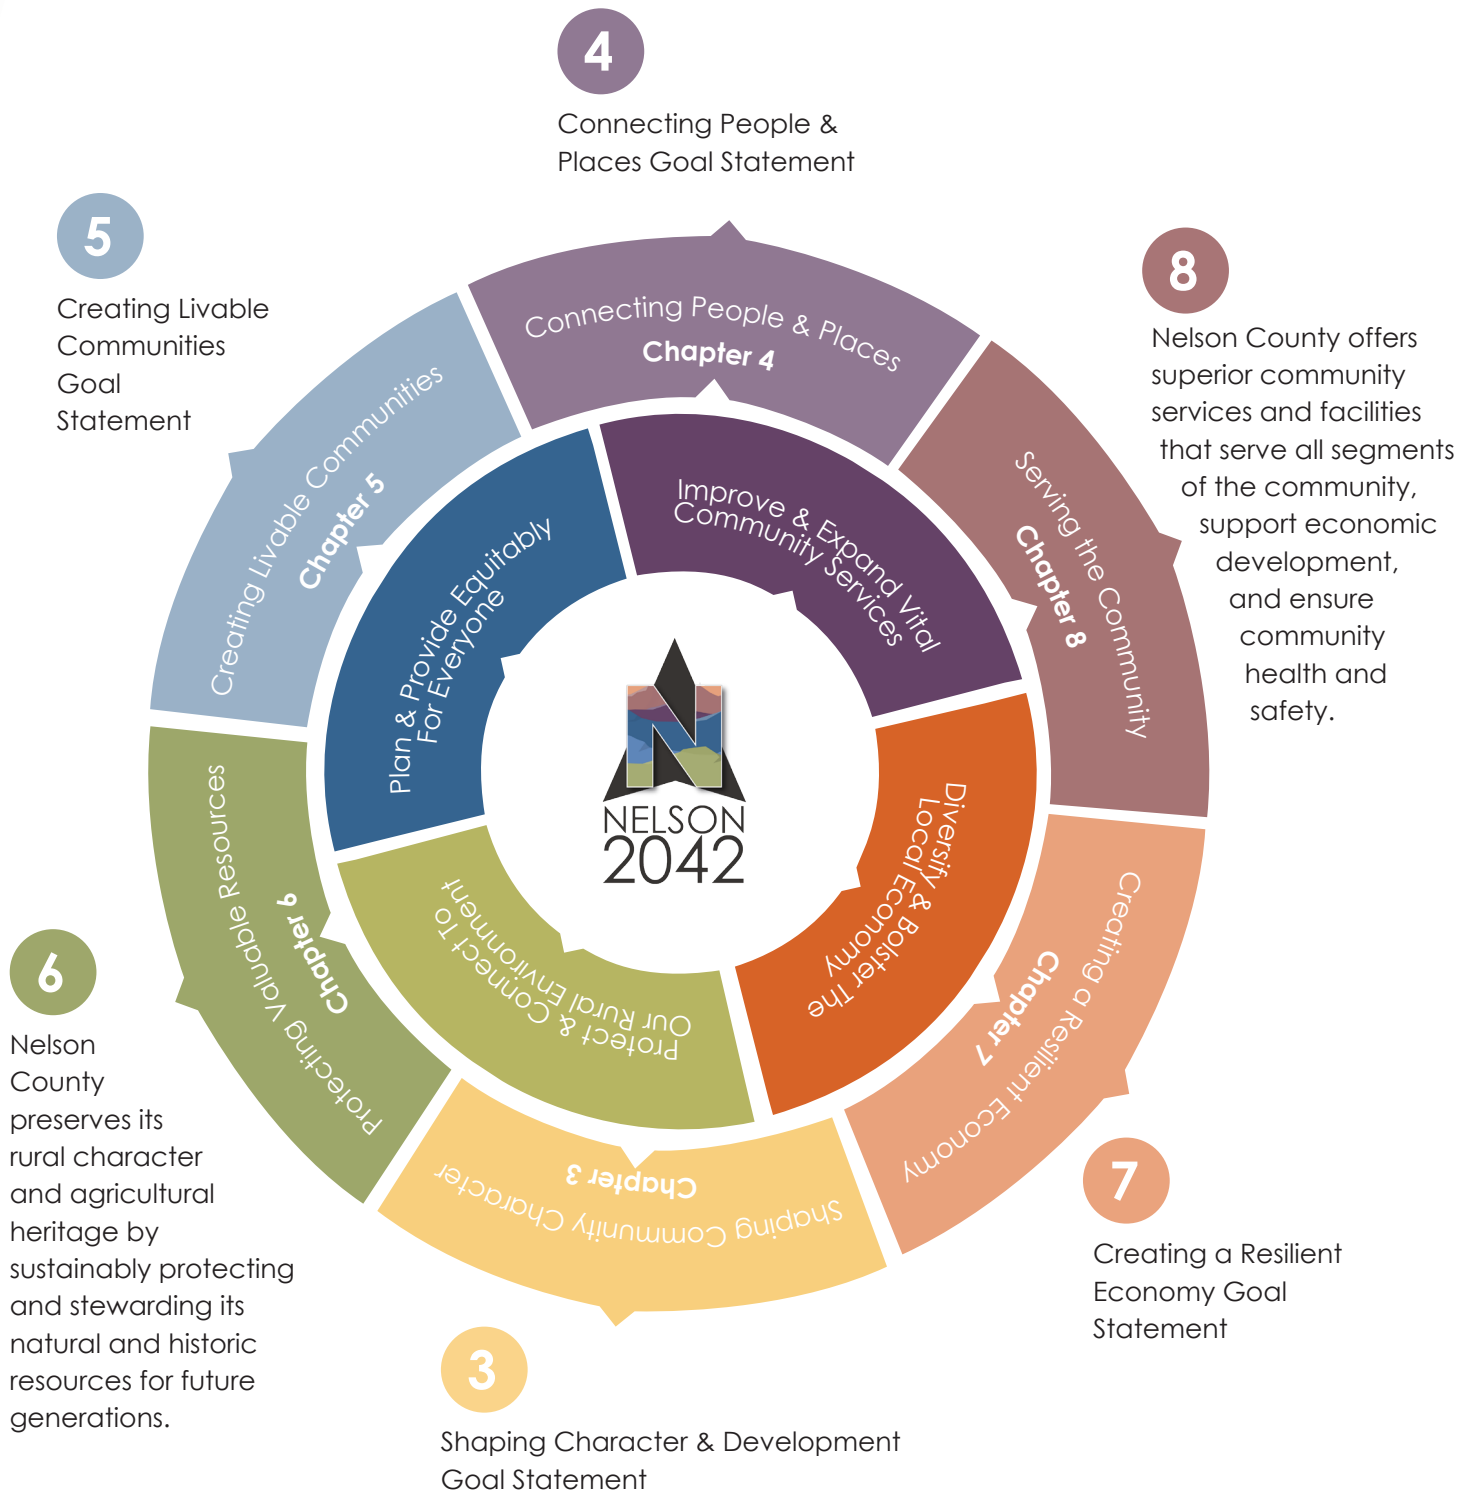 4
Connecting People &
Places Goal Statement
5
Creating Livable
Communities
Goal
Statement
8
Nelson County offers
superior community
services and facilities
that serve all segments
of the community,
support economic
development,
and ensure
community
health and
safety.
Connecting People & Places
Chapter 4
Creating Livable Communities
Chapter 5
Serving the Community
Chapter 8
Improve & Expand Vital
Community Services
Plan & Provide Equitably
For Everyone
N
NELSON
2042
Diversify & Bolster The
Local Economy
Protect & Connect To
Our Rural Environment
Protecting Valuable Resources
Chapter 6
Creating a Resilient Economy
Chapter 7
Chapter 3
Shaping Community Character
6
Nelson
County
preserves its
rural character
and agricultural
heritage by
sustainably protecting
and stewarding its
natural and historic
resources for future
generations.
7
Creating a Resilient
Economy Goal
Statement
3
Shaping Character & Development
Goal Statement